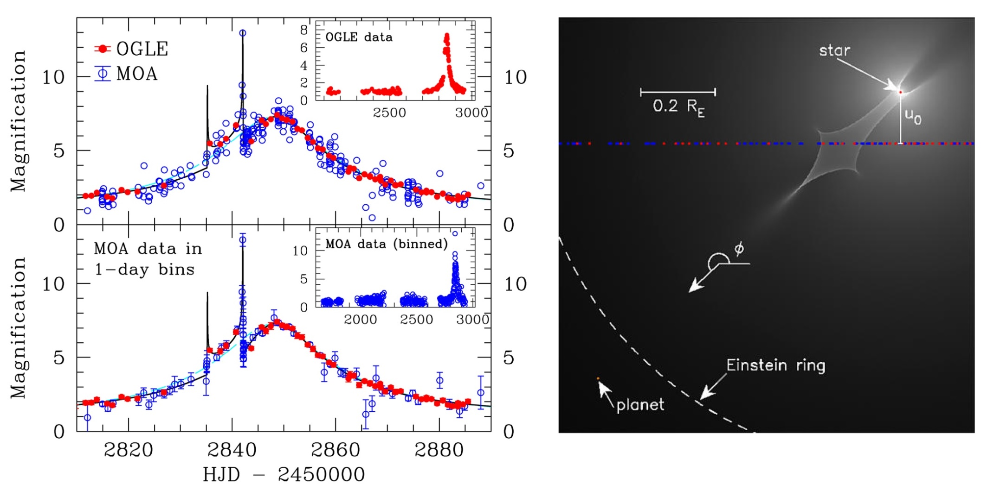 Magnification
10
5
0
OGLE
MOA
OGLE data
8
6
4
2
0
2500
3000
10
5
0
Magnification
10
5
0
MOA data in
1-day bins
MOA data (binned)
10
5
0
2000
2500
3000
10
5
0
2820
2840
2860
2880
HJD - 2450000
star
0.2 R_E
u_0
ϕ
Einstein ring
planet